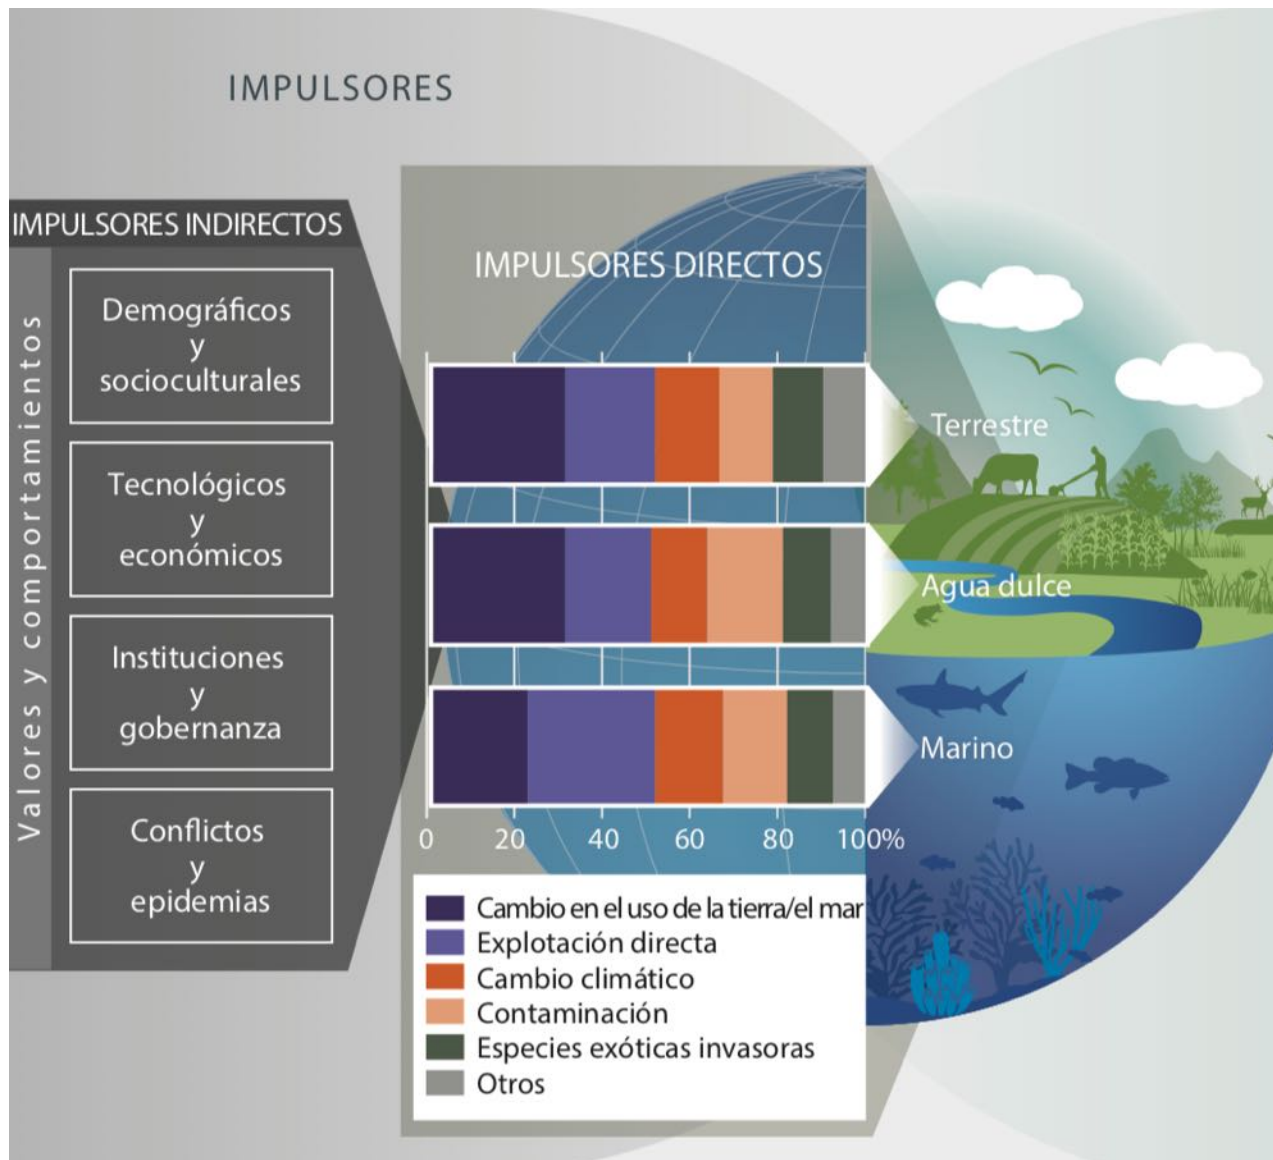 IMPULSORES
IMPULSORES INDIRECTOS
Valores y comportamientos
Demográficos
y
socioculturales
Tecnológicos
y
económicos
Instituciones
y
gobernanza
Conflictos
y
epidemias
IMPULSORES DIRECTOS
Terrestre
Agua dulce
Marino
0 20 40 60 80 100%
Cambio en el uso de la tierra/el mar
Explotación directa
Cambio climático
Contaminación
Especies exóticas invasoras
Otros